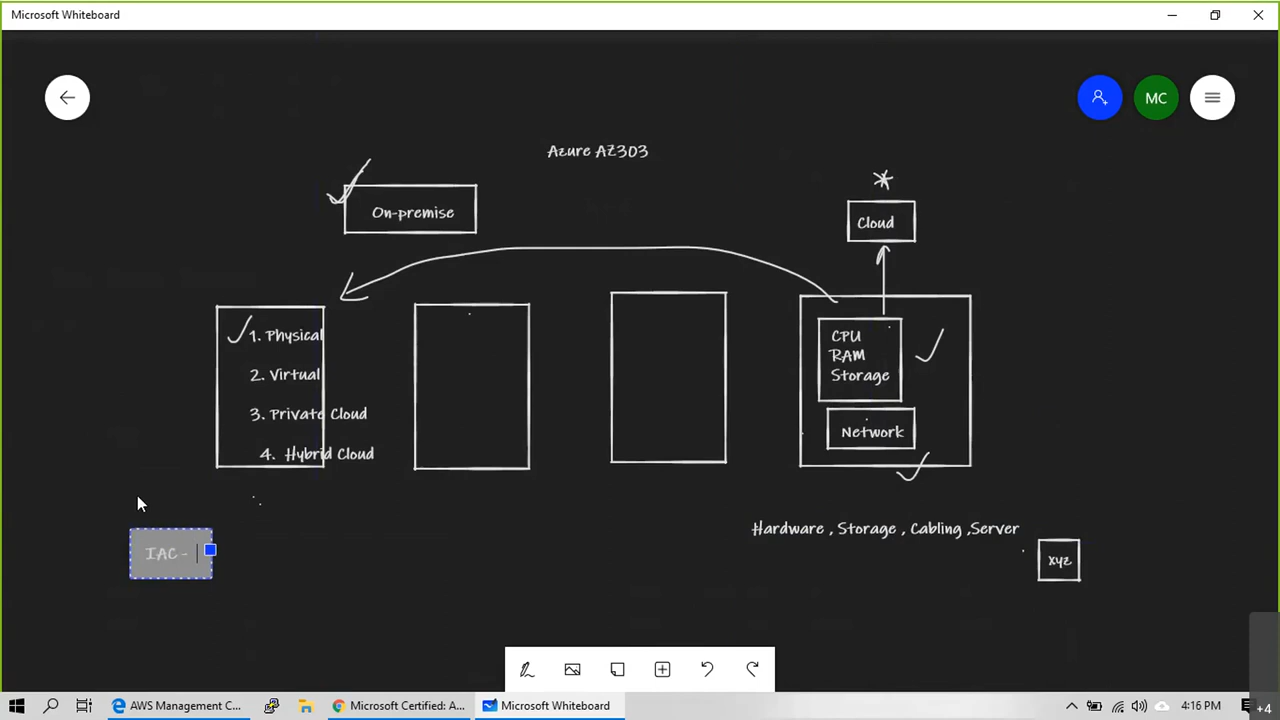 Microsoft Whiteboard
MC
Azure AZ303
On-premise
Cloud
1. Physical
2. Virtual
3. Private Cloud
4. Hybrid Cloud
CPU
RAM
Storage
Network
Hardware , Storage , Cabling ,Server
IAC -
xyz
AWS Management C...
Microsoft Certified: A...
Microsoft Whiteboard
4:16 PM
+4